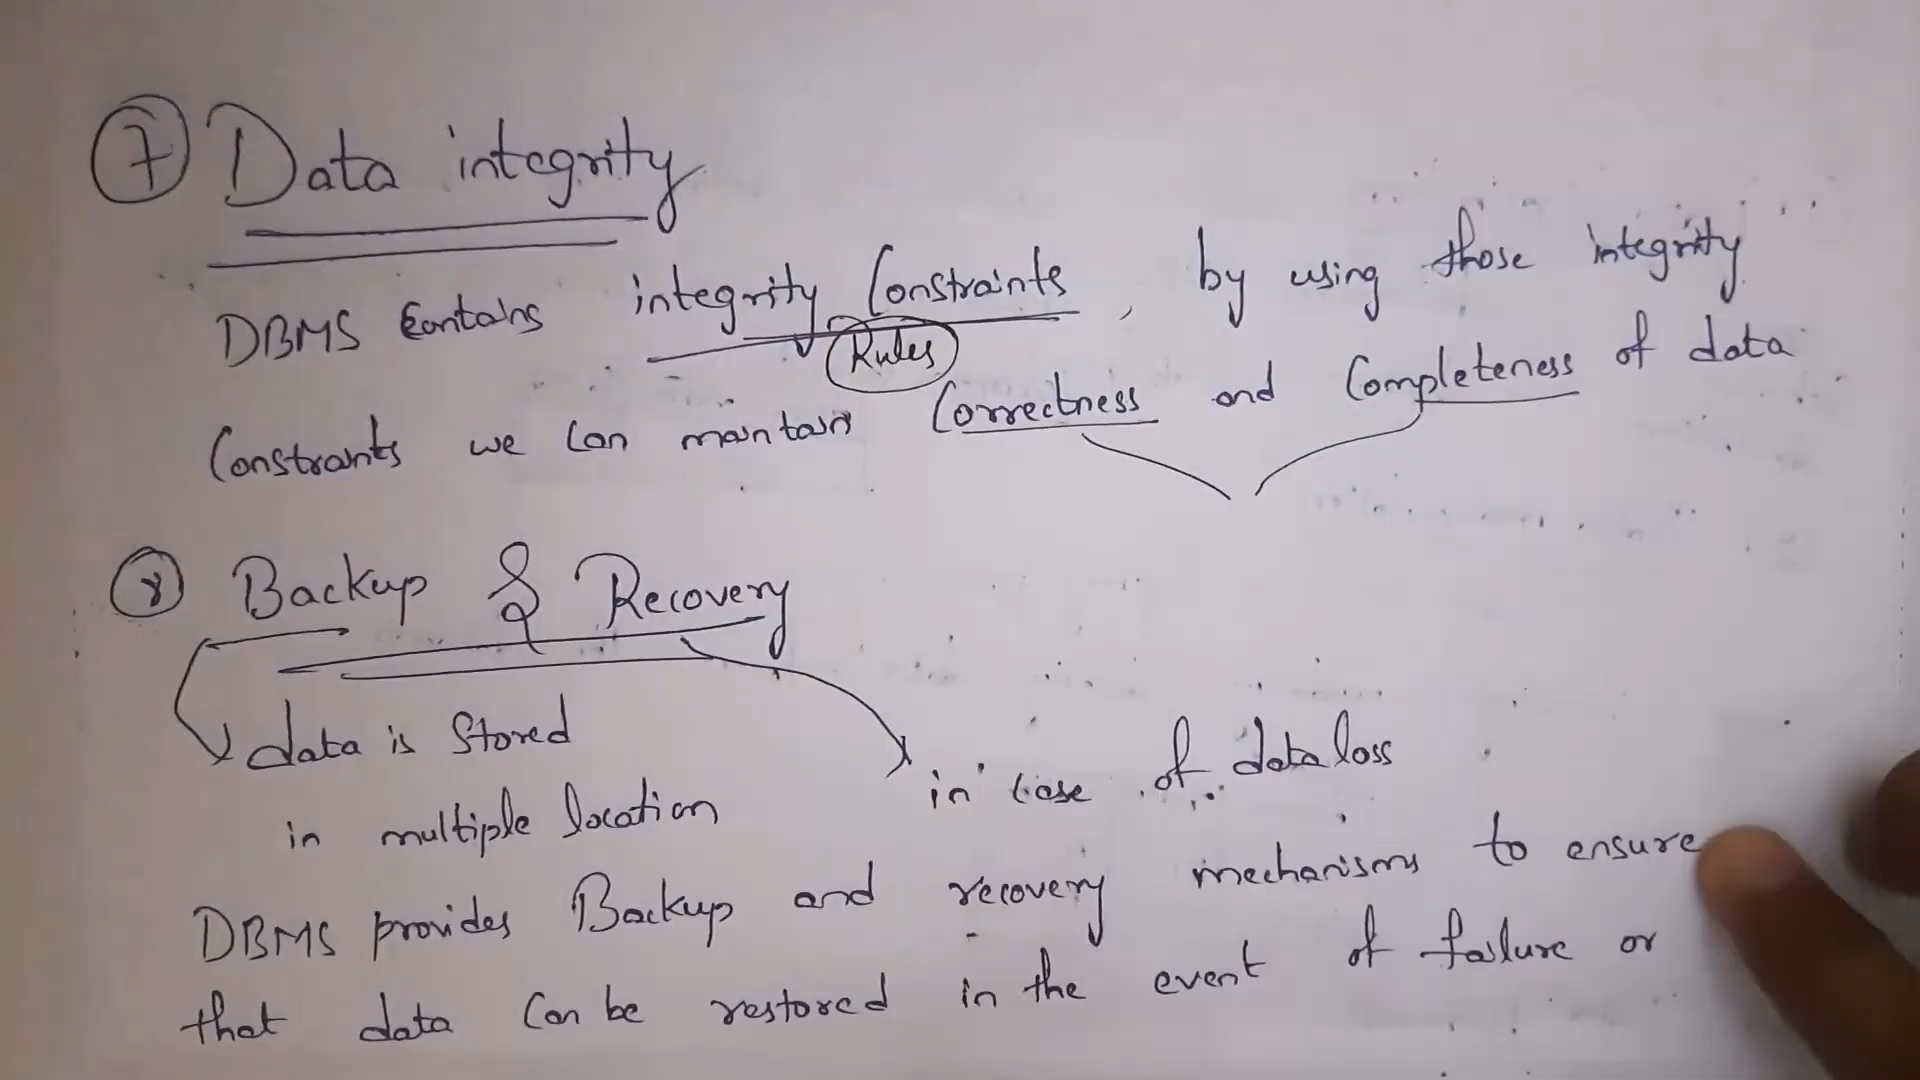 7 Data integrity
DBMS Contains integrity Constraints, by using those integrity
Rules
Constraints we can maintain Correctness and Completeness of data
8 Backup & Recovery
data is Stored
in multiple location
in case of data loss
DBMS provides Backup and recovery mechanisms to ensure
that data can be restored in the event of failure or